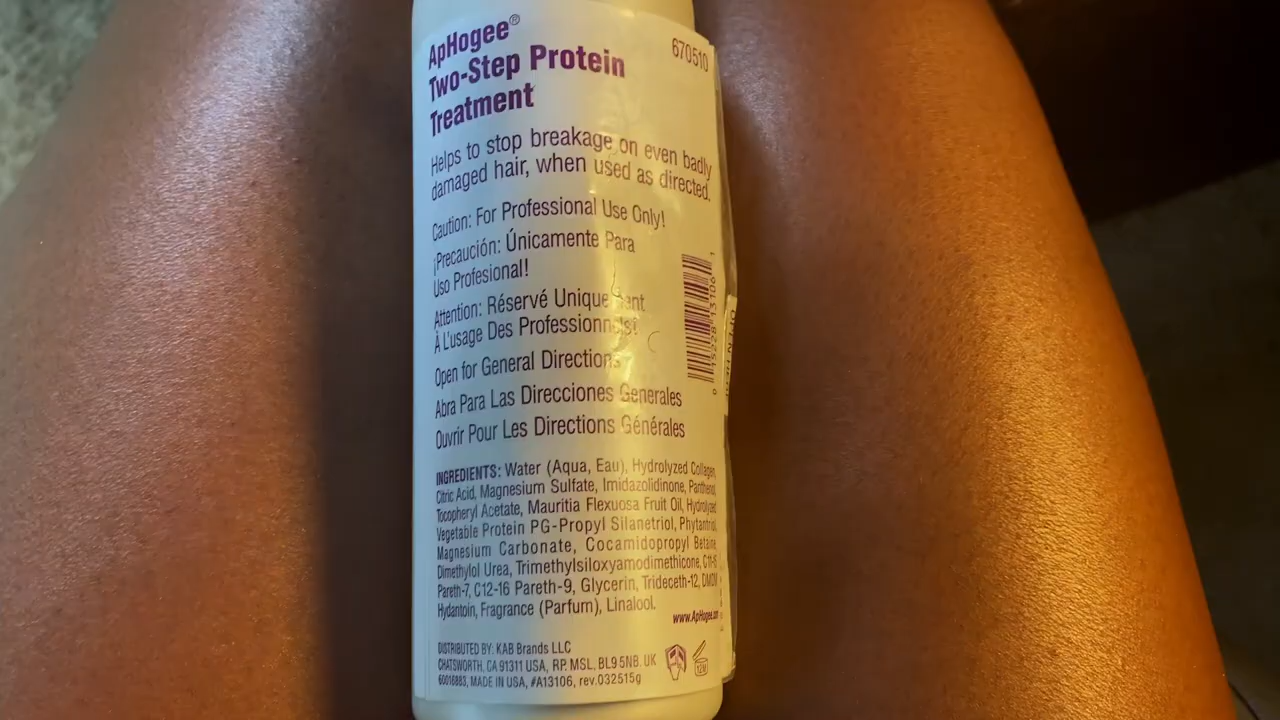 ApHogee®
670510
Two-Step Protein
Treatment
Helps to stop breakage on even badly
damaged hair, when used as directed.
Caution: For Professional Use Only!
¡Precaución: Únicamente Para
Uso Profesional!
Attention: Réservé Uniquement
À L'usage Des Professionnels!
Open for General Directions
Abra Para Las Direcciones Generales
Ouvrir Pour Les Directions Générales
INGREDIENTS: Water (Aqua, Eau), Hydrolyzed Collagen,
Citric Acid, Magnesium Sulfate, Imidazolidinone, Panthenol,
Tocopheryl Acetate, Mauritia Flexuosa Fruit Oil, Hydrolyzed
Vegetable Protein PG-Propyl Silanetriol, Phytantriol,
Magnesium Carbonate, Cocamidopropyl Betaine,
Dimethylol Urea, Trimethylsiloxyamodimethicone, C11-15
Pareth-7, C12-16 Pareth-9, Glycerin, Trideceth-12, DMDM
Hydantoin, Fragrance (Parfum), Linalool.
www.ApHogee.com
DISTRIBUTED BY: KAB Brands LLC
CHATSWORTH, CA 91311 USA, RP. MSL. BL9 5NB. UK
60016883, MADE IN USA, #A13106, rev.032515g
12M